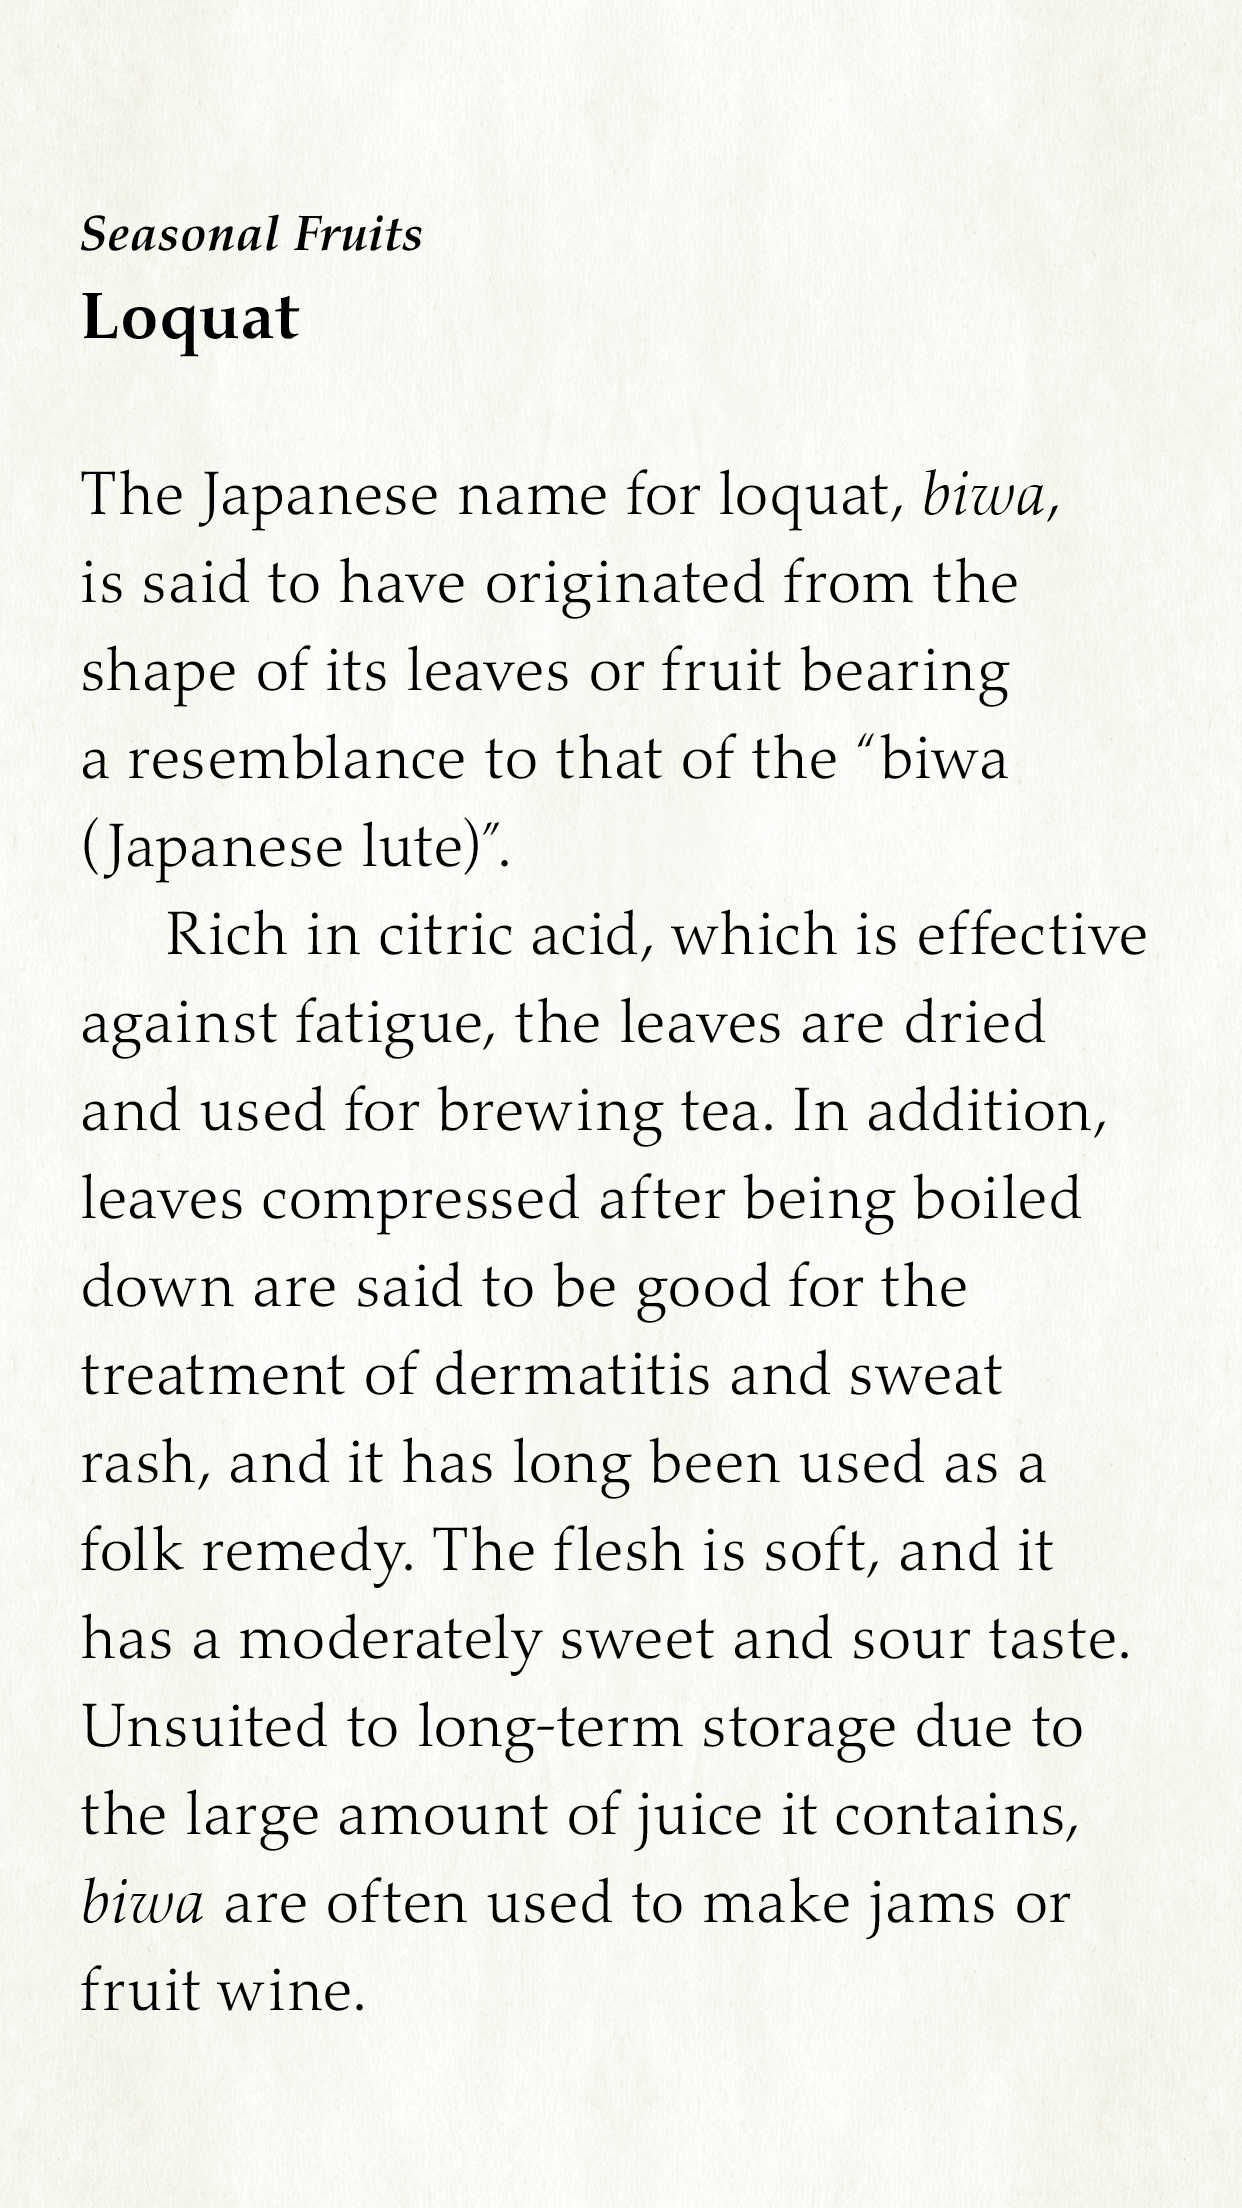 Seasonal Fruits
Loquat
The Japanese name for loquat, biwa,
is said to have originated from the
shape of its leaves or fruit bearing
a resemblance to that of the “biwa
(Japanese lute)”.
Rich in citric acid, which is effective
against fatigue, the leaves are dried
and used for brewing tea. In addition,
leaves compressed after being boiled
down are said to be good for the
treatment of dermatitis and sweat
rash, and it has long been used as a
folk remedy. The flesh is soft, and it
has a moderately sweet and sour taste.
Unsuited to long-term storage due to
the large amount of juice it contains,
biwa are often used to make jams or
fruit wine.